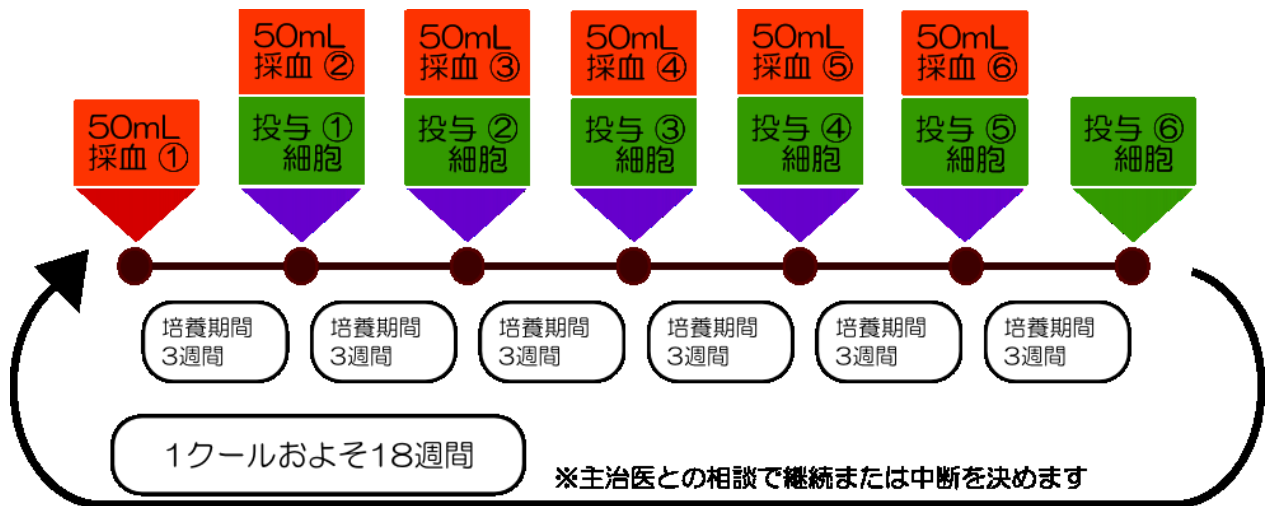 50mL
採血 ①
50mL
採血 ②
投与 ①
細胞
50mL
採血 ③
投与 ②
細胞
50mL
採血 ④
投与 ③
細胞
50mL
採血 ⑤
投与 ④
細胞
50mL
採血 ⑥
投与 ⑤
細胞
投与 ⑥
細胞
培養期間
3週間
培養期間
3週間
培養期間
3週間
培養期間
3週間
培養期間
3週間
培養期間
3週間
1クールおよそ18週間
※主治医との相談で継続または中断を決めます